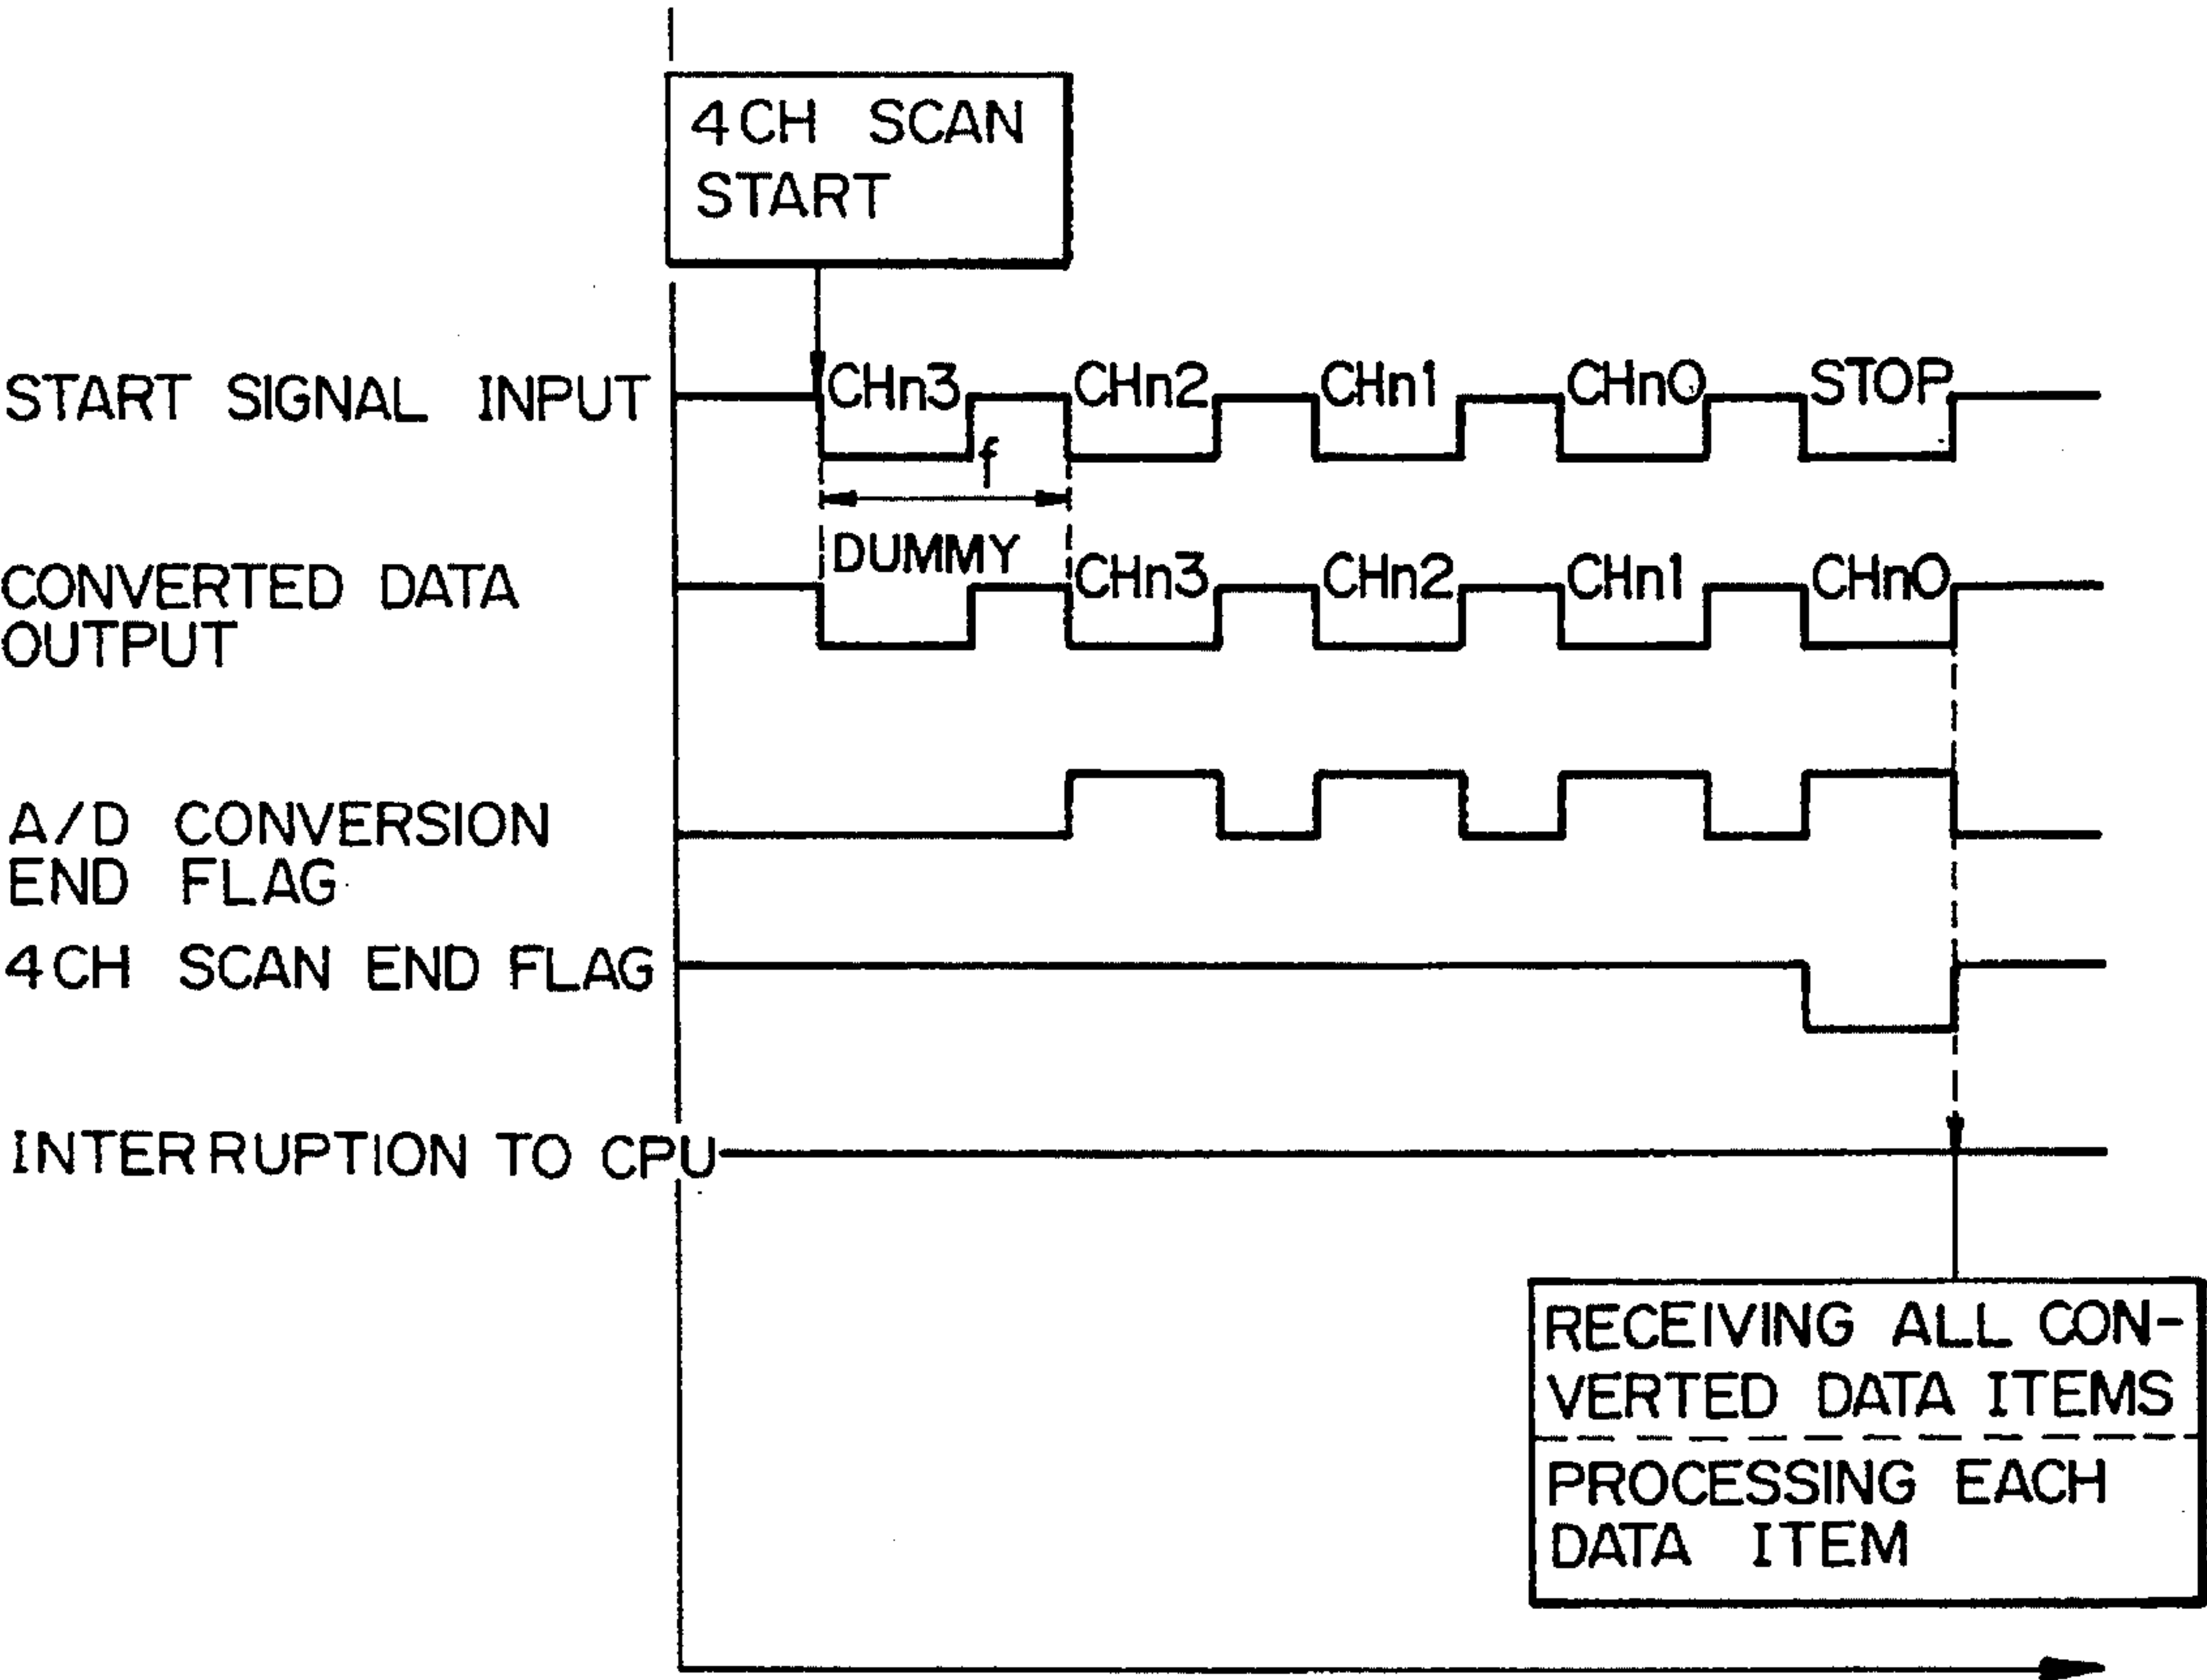 4CH SCAN
START
START SIGNAL INPUT
CHn3 CHn2 CHn1 CHn0 STOP
f
DUMMY CHn3 CHn2 CHn1 CHn0
CONVERTED DATA
OUTPUT
A/D CONVERSION
END FLAG
4CH SCAN END FLAG
INTERRUPTION TO CPU
RECEIVING ALL CON-
VERTED DATA ITEMS
PROCESSING EACH
DATA ITEM